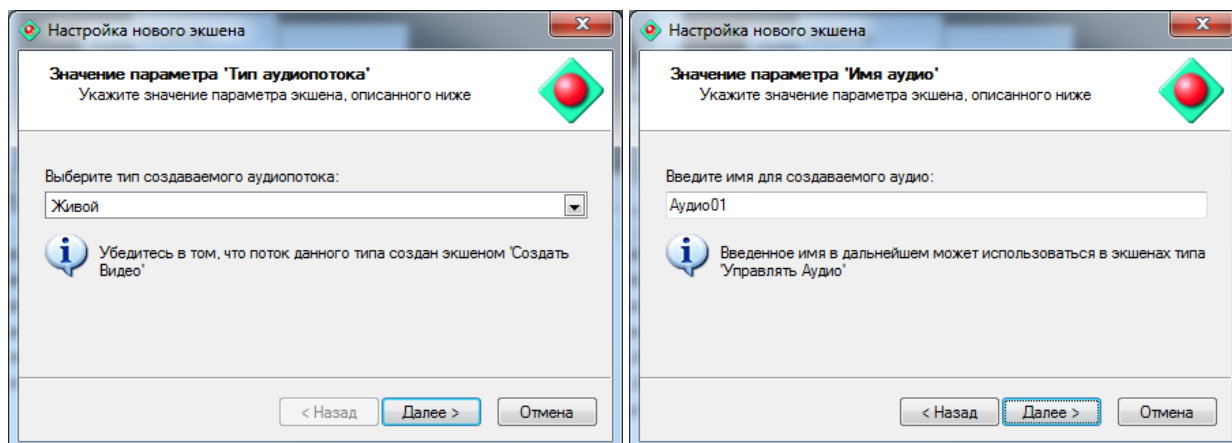 Настройка нового экшена
Значение параметра 'Тип аудиопотока'
Укажите значение параметра экшена, описанного ниже
Выберите тип создаваемого аудиопотока:
Живой
Убедитесь в том, что поток данного типа создан экшеном 'Создать
Видео'
< Назад
Далее >
Отмена
Настройка нового экшена
Значение параметра 'Имя аудио'
Укажите значение параметра экшена, описанного ниже
Введите имя для создаваемого аудио:
Аудио01
Введенное имя в дальнейшем может использоваться в экшенах типа
'Управлять Аудио'
< Назад
Далее >
Отмена